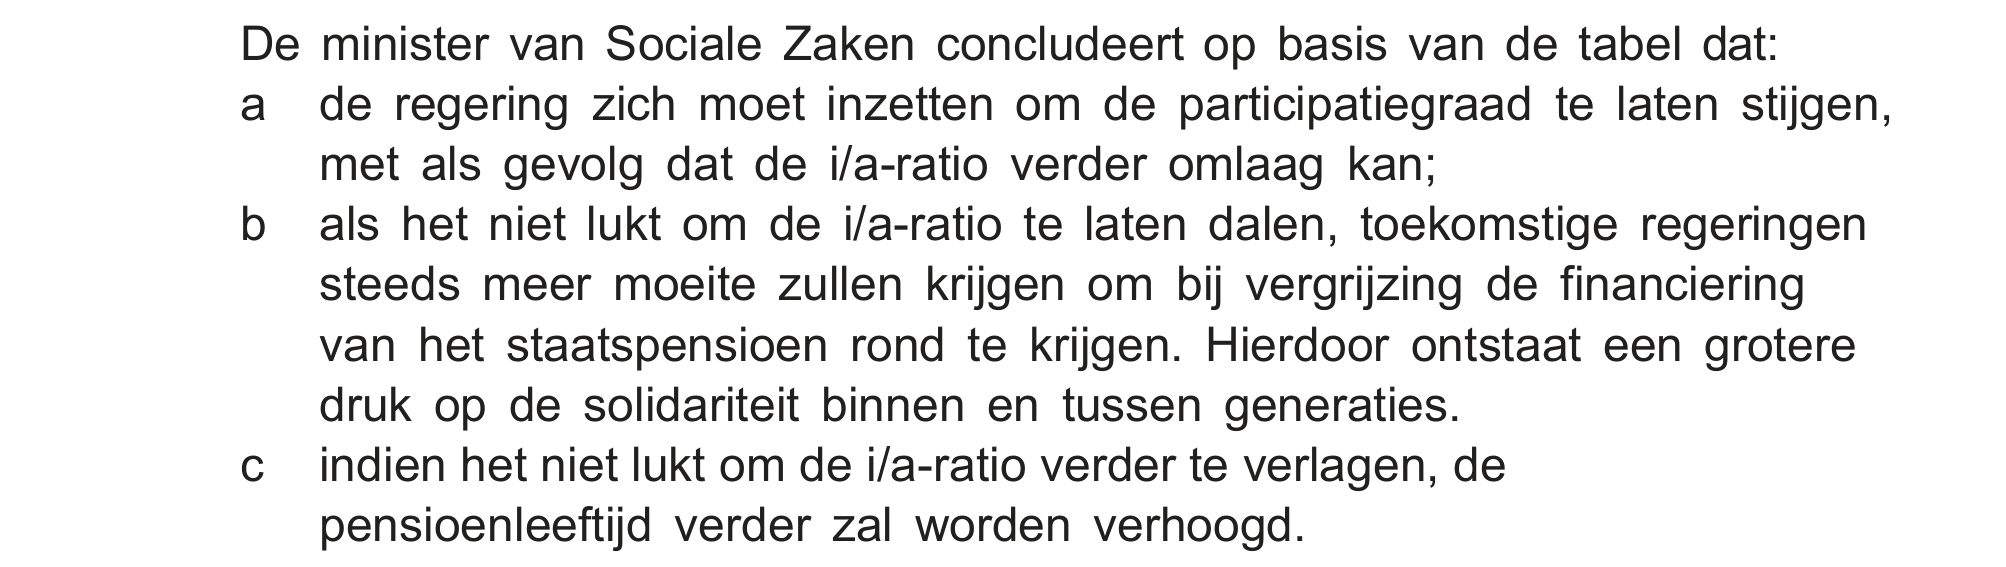 De minister van Sociale Zaken concludeert op basis van de tabel dat:
a de regering zich moet inzetten om de participatiegraad te laten stijgen,
met als gevolg dat de i/a-ratio verder omlaag kan;
b als het niet lukt om de i/a-ratio te laten dalen, toekomstige regeringen
steeds meer moeite zullen krijgen om bij vergrijzing de financiering
van het staatspensioen rond te krijgen. Hierdoor ontstaat een grotere
druk op de solidariteit binnen en tussen generaties.
c indien het niet lukt om de i/a-ratio verder te verlagen, de
pensioenleeftijd verder zal worden verhoogd.